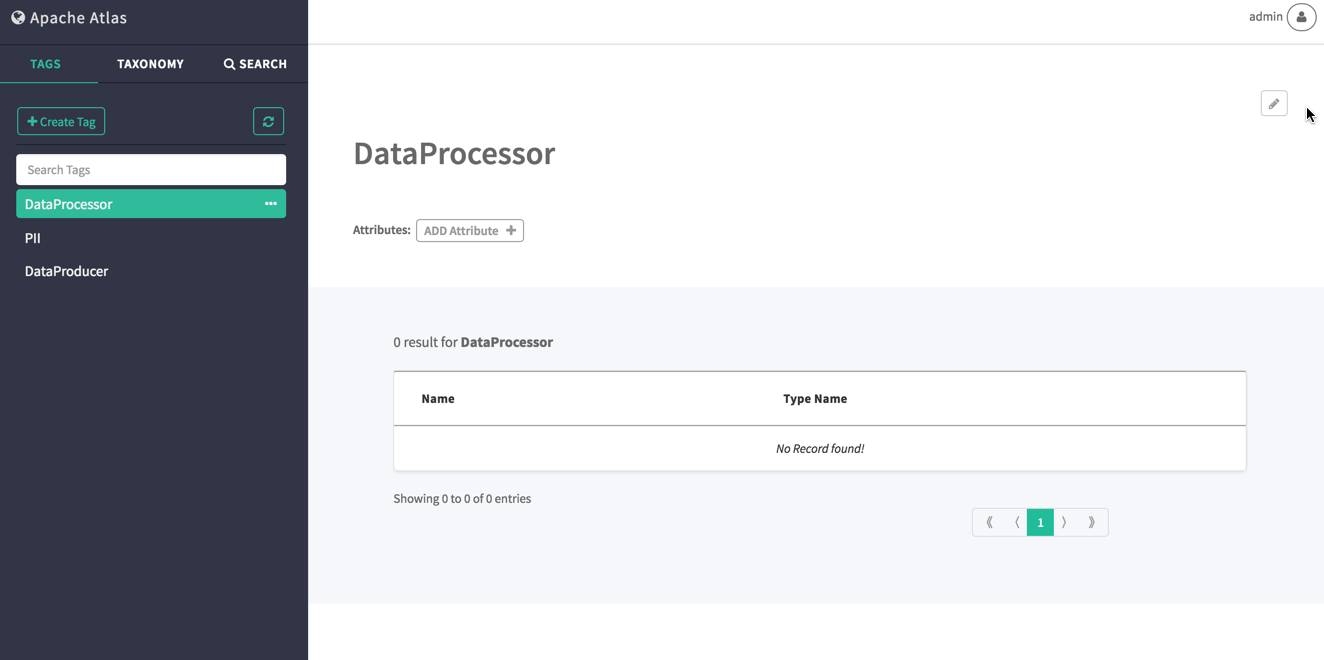 Apache Atlas
admin
TAGS TAXONOMY SEARCH
Create Tag
Search Tags
DataProcessor
PII
DataProducer
DataProcessor
Attributes: ADD Attribute +
0 result for DataProcessor
Name Type Name
No Record found!
Showing 0 to 0 of 0 entries
《 〈 1 〉 》